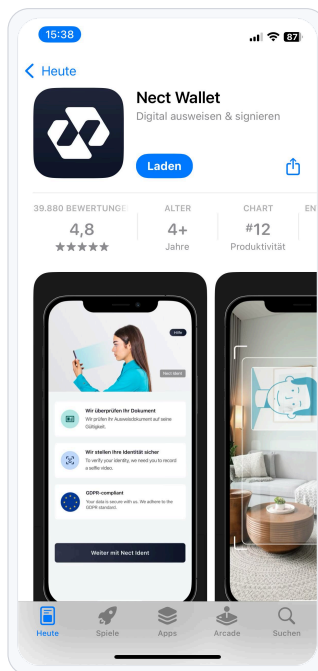 15:38
87
Heute
Nect Wallet
Digital ausweisen & signieren
Laden
39.880 BEWERTUNGE
ALTER
CHART
EN
4,8
4+
#12
Jahre
Produktivität
Hilfe
Nect Ident
Wir überprüfen Ihr Dokument
Wir prüfen Ihr Ausweisdokument auf seine
Gültigkeit.
Wir stellen Ihre Identität sicher
To verify your identity, we need you to record
a selfie video.
GDPR-compliant
Your data is secure with us. We adhere to the
GDPR standard.
Weiter mit Nect Ident
Heute
Spiele
Apps
Arcade
Suchen